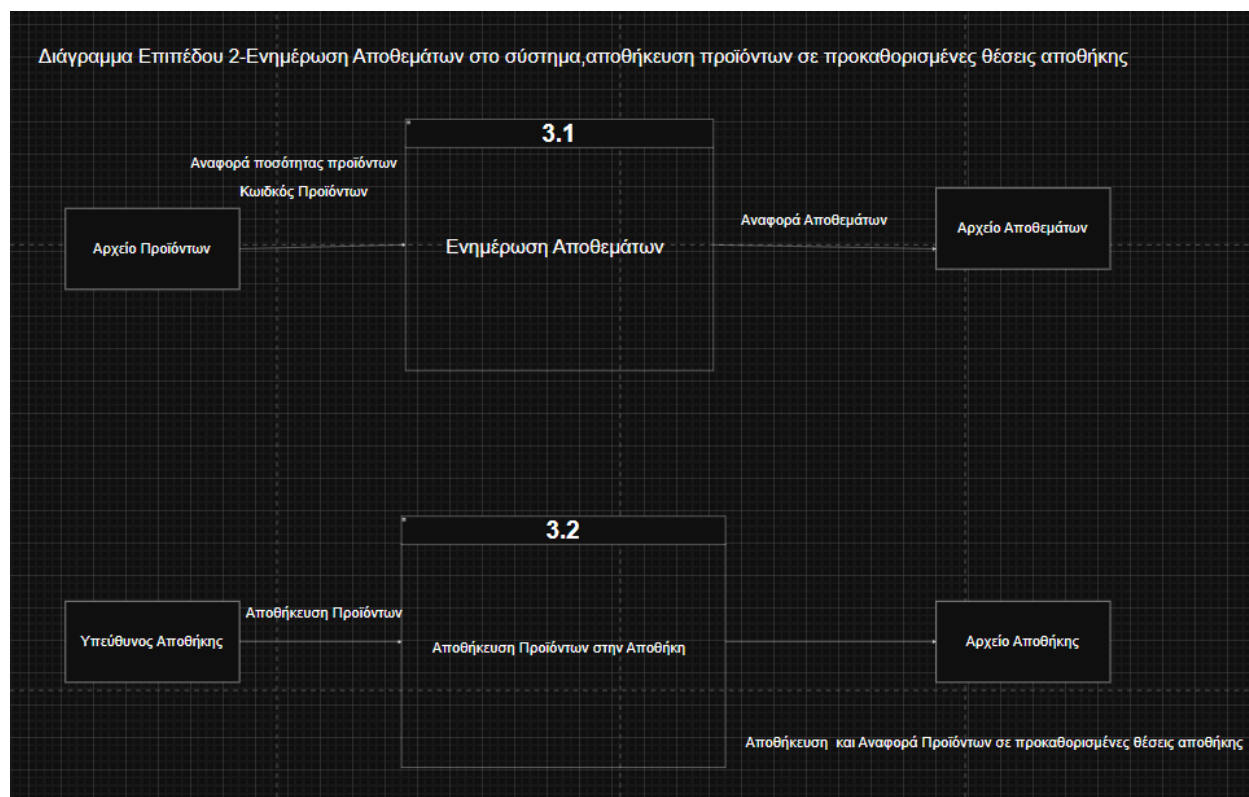 Διάγραμμα Επιπέδου 2-Ενημέρωση Αποθεμάτων στο σύστημα,αποθήκευση προϊόντων σε προκαθορισμένες θέσεις αποθήκης
3.1
Αναφορά ποσότητας προϊόντων
Κωιδκός Προϊόντων
Αρχείο Προϊόντων
Ενημέρωση Αποθεμάτων
Αναφορά Αποθεμάτων
Αρχείο Αποθεμάτων
3.2
Αποθήκευση Προϊόντων
Υπεύθυνος Αποθήκης
Αποθήκευση Προϊόντων στην Αποθήκη
Αρχείο Αποθήκης
Αποθήκευση και Αναφορά Προϊόντων σε προκαθορισμένες θέσεις αποθήκης